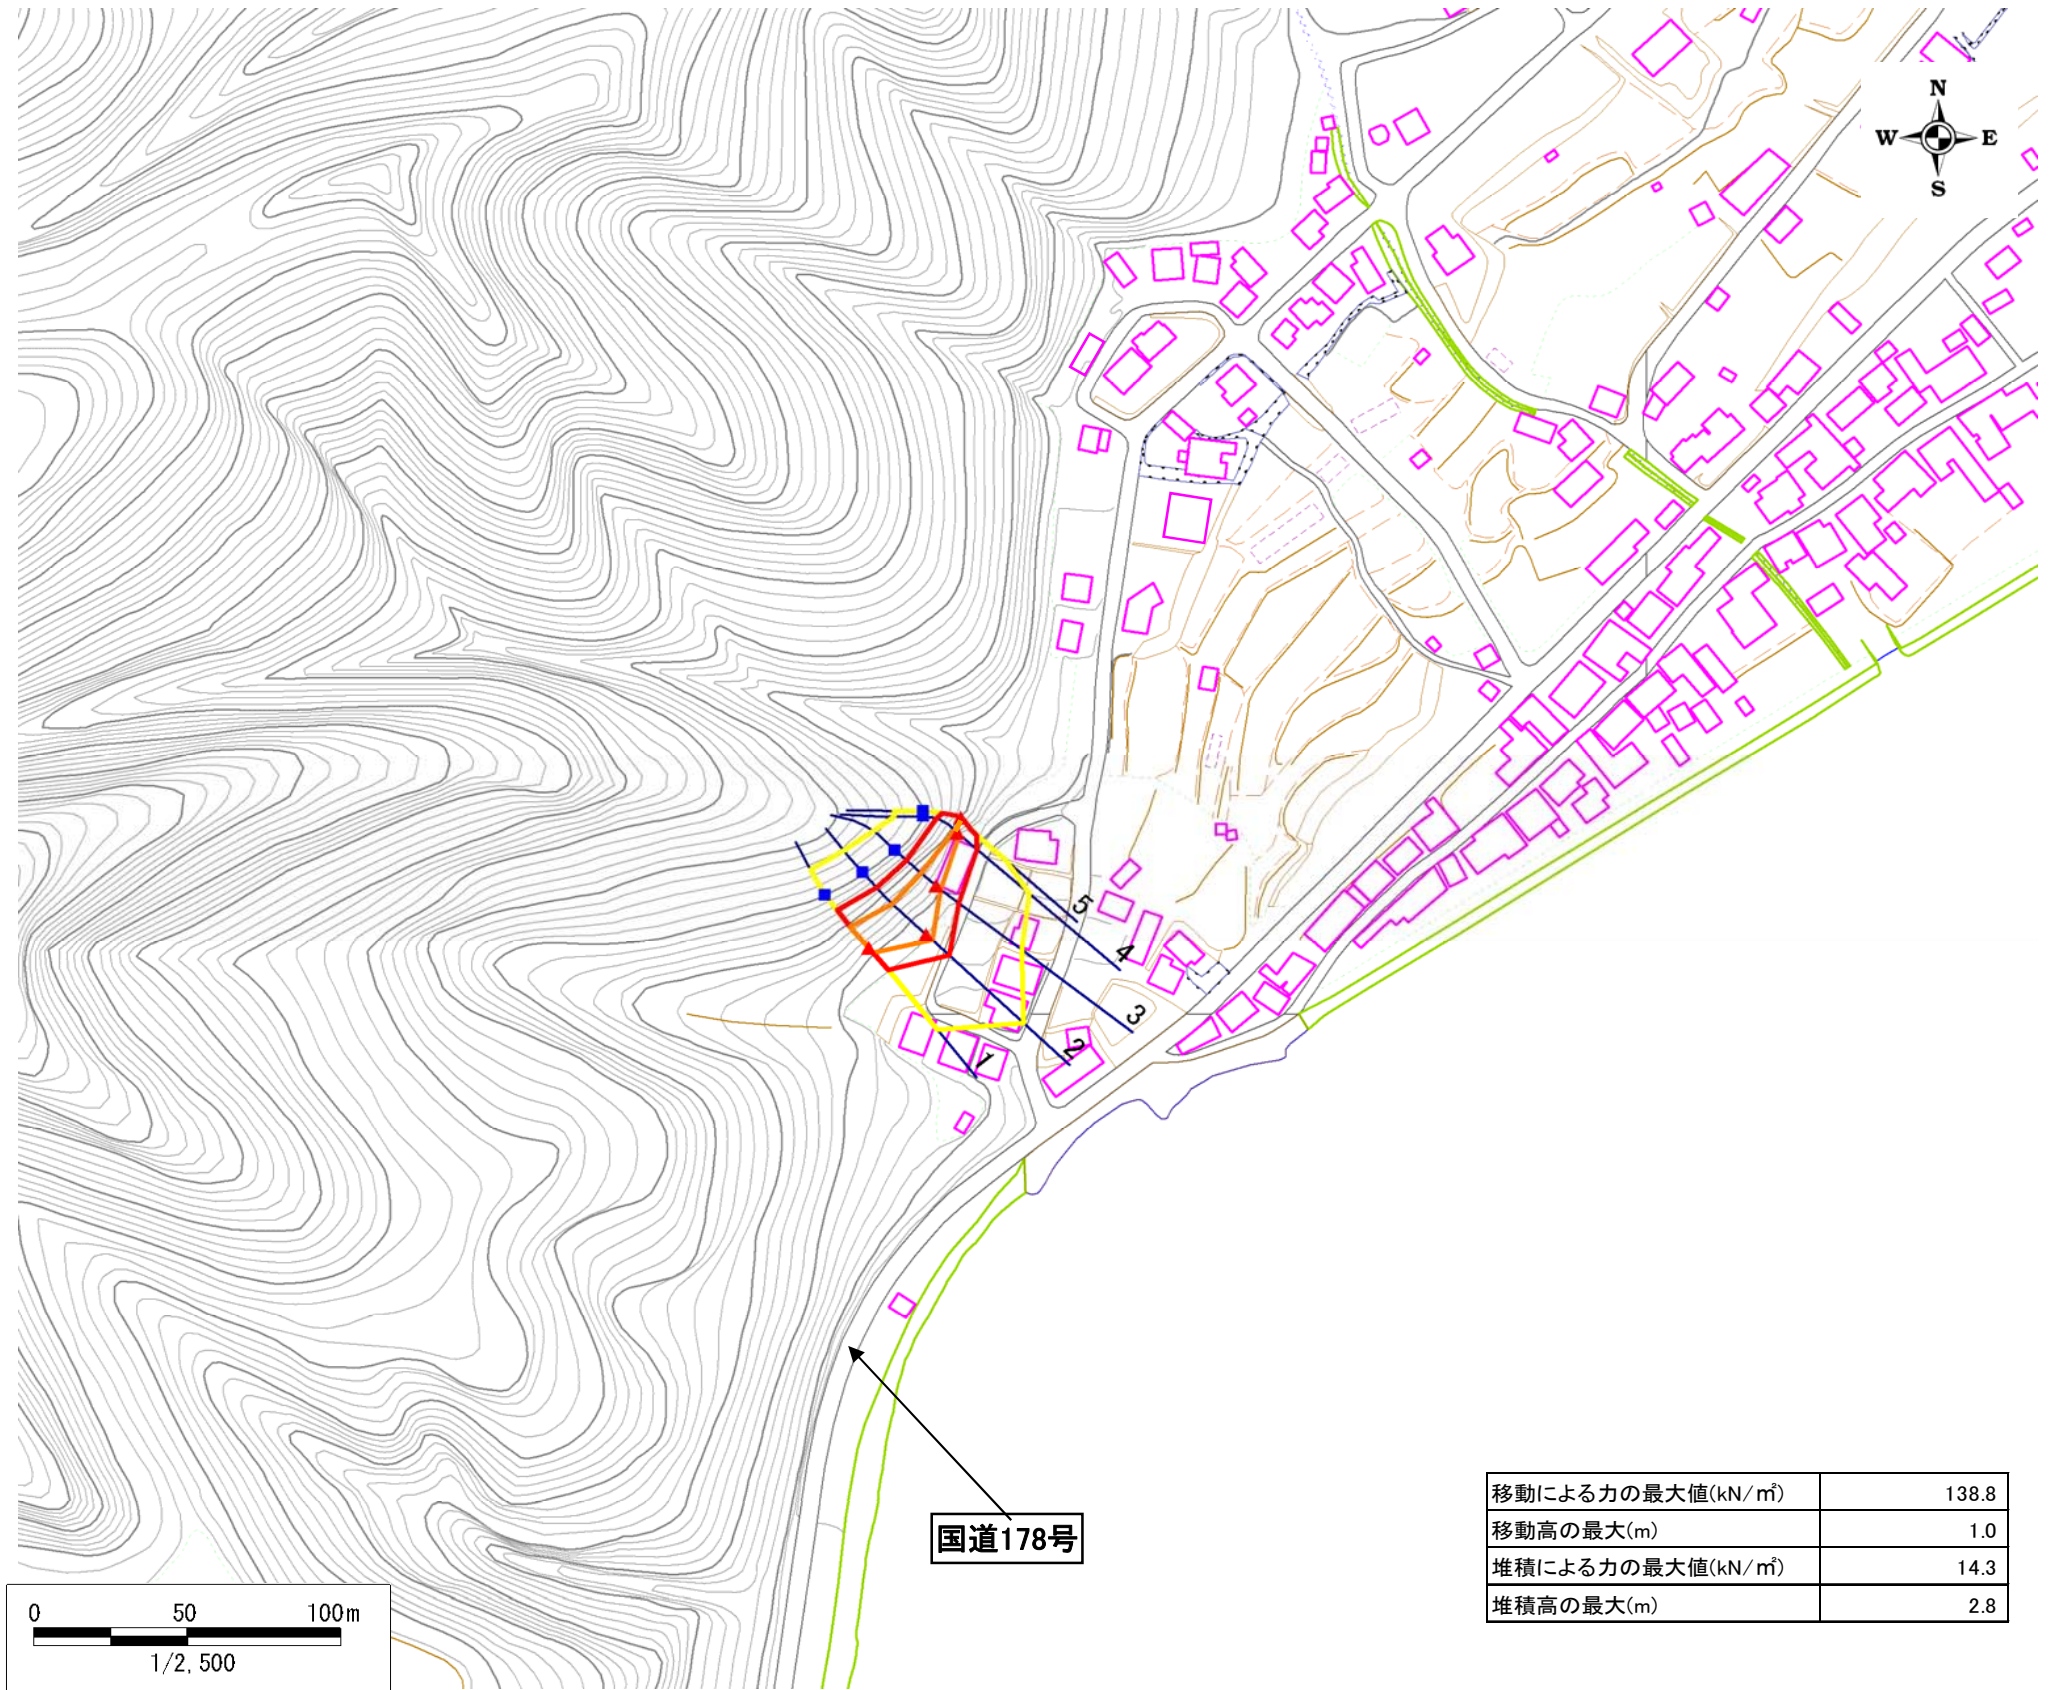 N
W E
S
5
4
3
2
1
国道178号
移動による力の最大値(kN/㎡) 138.8
移動高の最大(m) 1.0
堆積による力の最大値(kN/㎡) 14.3
堆積高の最大(m) 2.8
0 50 100m
1/2,500